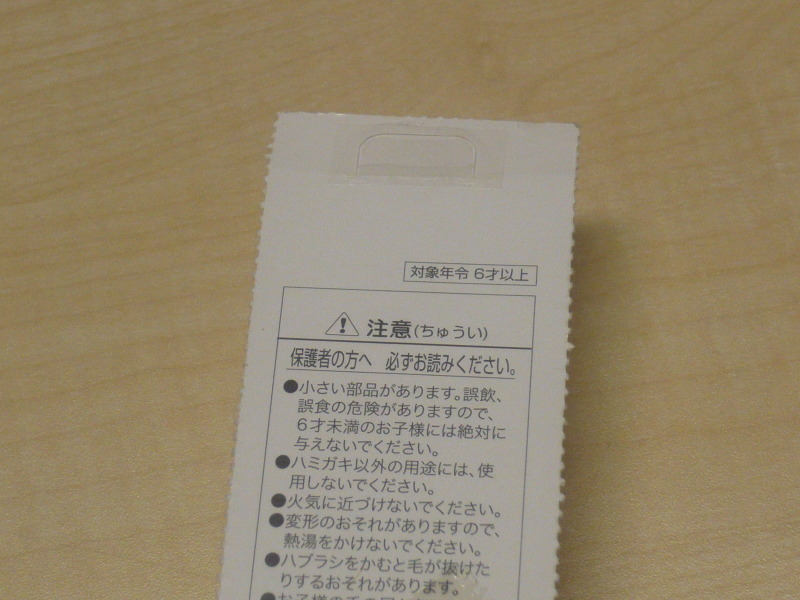 対象年令 6才以上
注意(ちゅうい)
保護者の方へ 必ずお読みください。
●小さい部品があります。誤飲、
誤食の危険がありますので、
6才未満のお子様には絶対に
与えないでください。
●ハミガキ以外の用途には、使
用しないでください。
●火気に近づけないでください。
●変形のおそれがありますので、
熱湯をかけないでください。
●ハブラシをかむと毛が抜けた
りするおそれがあります。
●お子様の手の